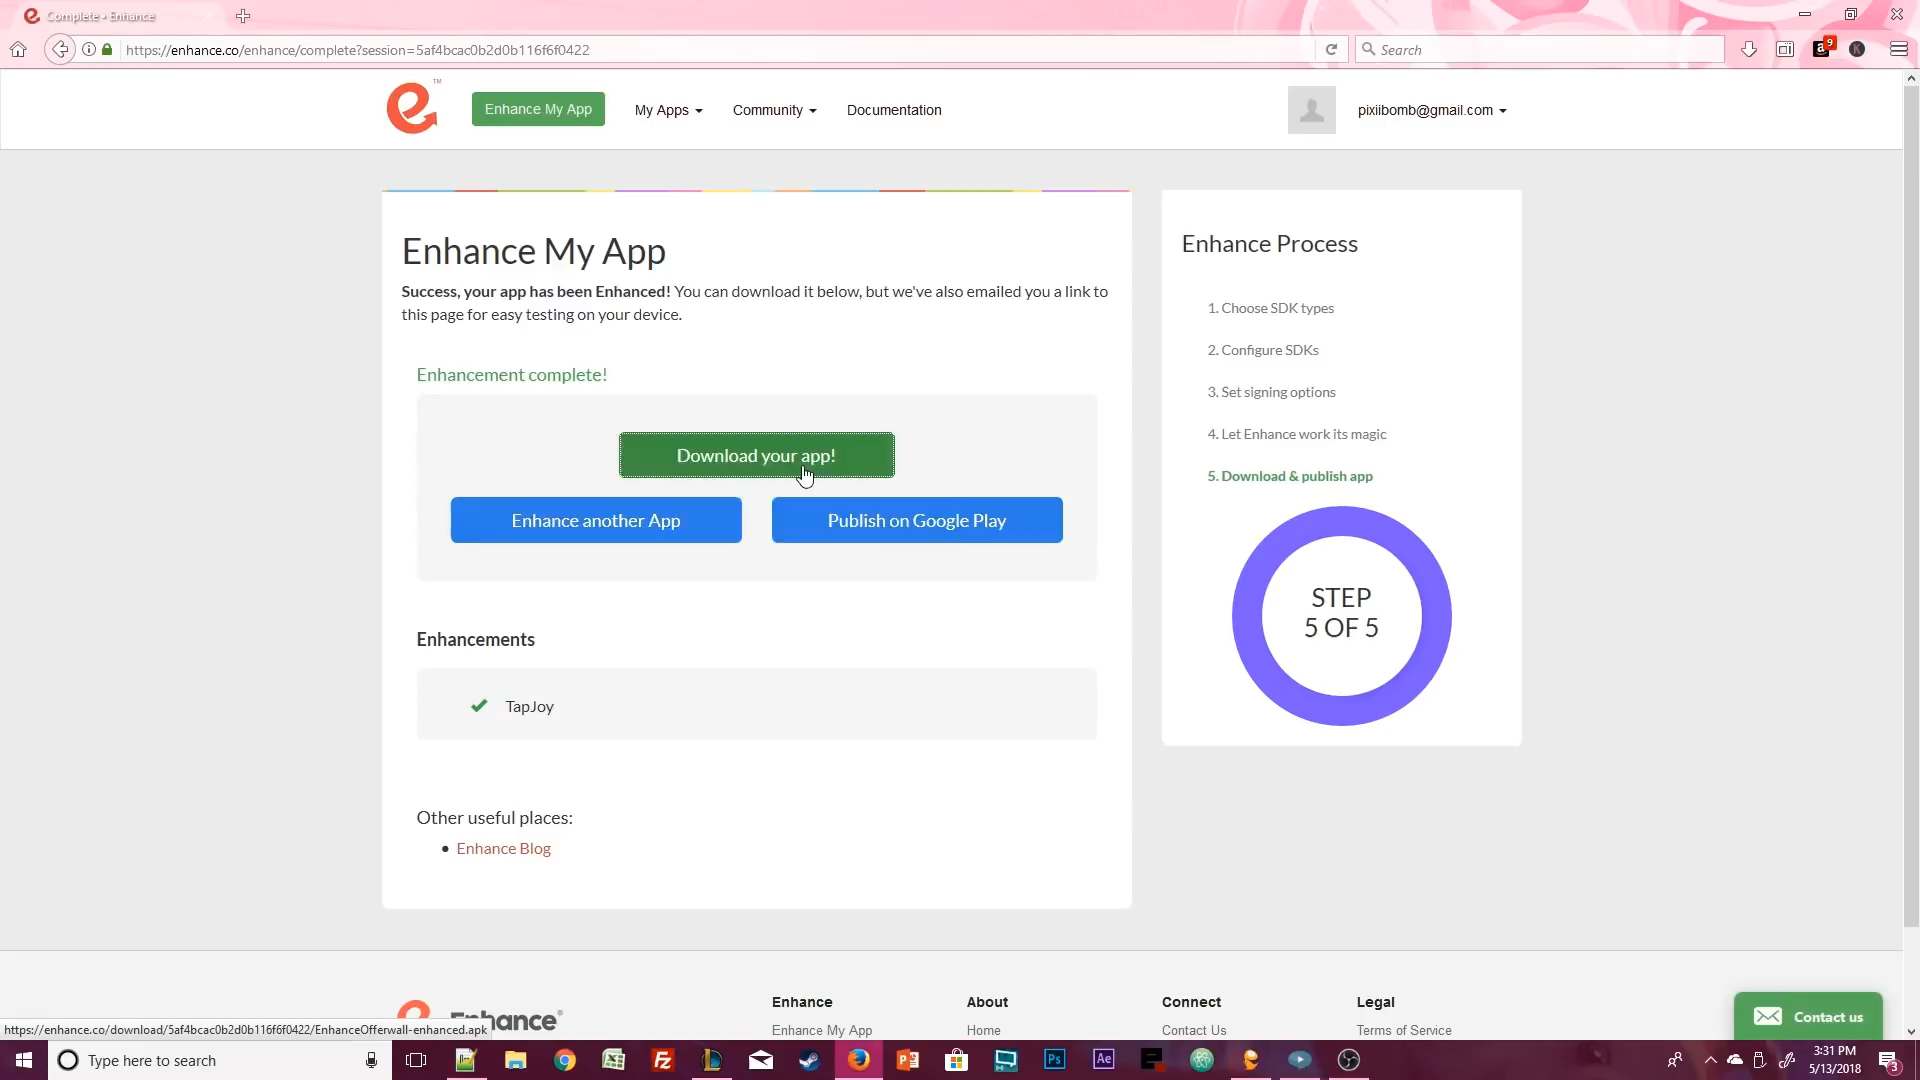 Complete • Enhance
https://enhance.co/enhance/complete?session=5af4bcac0b2d0b116f6f0422
Search
9
K
TM
Enhance My App
My Apps
Community
Documentation
pixiibomb@gmail.com
Enhance My App
Success, your app has been Enhanced! You can download it below, but we've also emailed you a link to
this page for easy testing on your device.
Enhancement complete!
Download your app!
Enhance another App
Publish on Google Play
Enhancements
TapJoy
Other useful places:
• Enhance Blog
Enhance Process
1. Choose SDK types
2. Configure SDKs
3. Set signing options
4. Let Enhance work its magic
5. Download & publish app
STEP
5 OF 5
Enhance®
Enhance
Enhance My App
About
Home
Connect
Contact Us
Legal
Terms of Service
Contact us
https://enhance.co/download/5af4bcac0b2d0b116f6f0422/EnhanceOfferwall-enhanced.apk
Type here to search
Ps
Ae
3:31 PM
5/13/2018
3